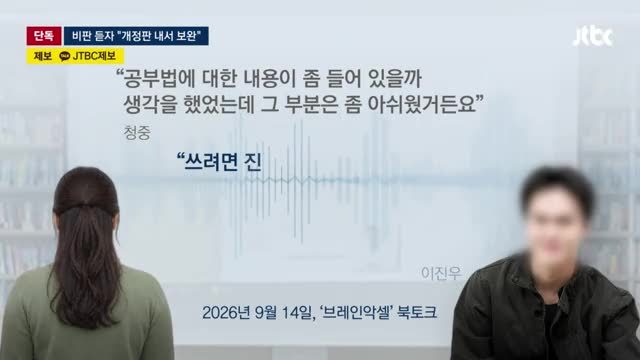 단독 비판 듣자 "개정판 내서 보완"
제보 JTBC제보
jtbc
“공부법에 대한 내용이 좀 들어 있을까
생각을 했었는데 그 부분은 좀 아쉬웠거든요”
청중
“쓰려면 진
이진우
2026년 9월 14일, ‘브레인악셀’ 북토크